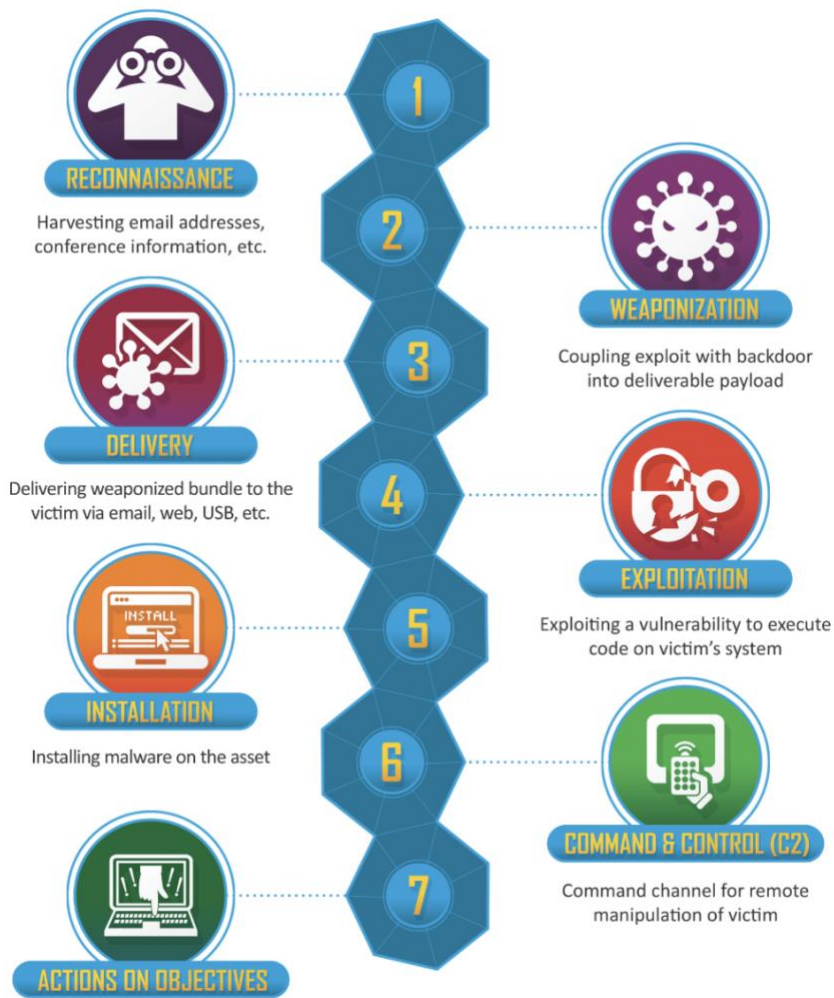 1
RECONNAISSANCE
Harvesting email addresses,
conference information, etc.
2
WEAPONIZATION
Coupling exploit with backdoor
into deliverable payload
3
DELIVERY
Delivering weaponized bundle to the
victim via email, web, USB, etc.
4
EXPLOITATION
Exploiting a vulnerability to execute
code on victim's system
5
INSTALL
INSTALLATION
Installing malware on the asset
6
COMMAND & CONTROL (C2)
Command channel for remote
manipulation of victim
7
ACTIONS ON OBJECTIVES